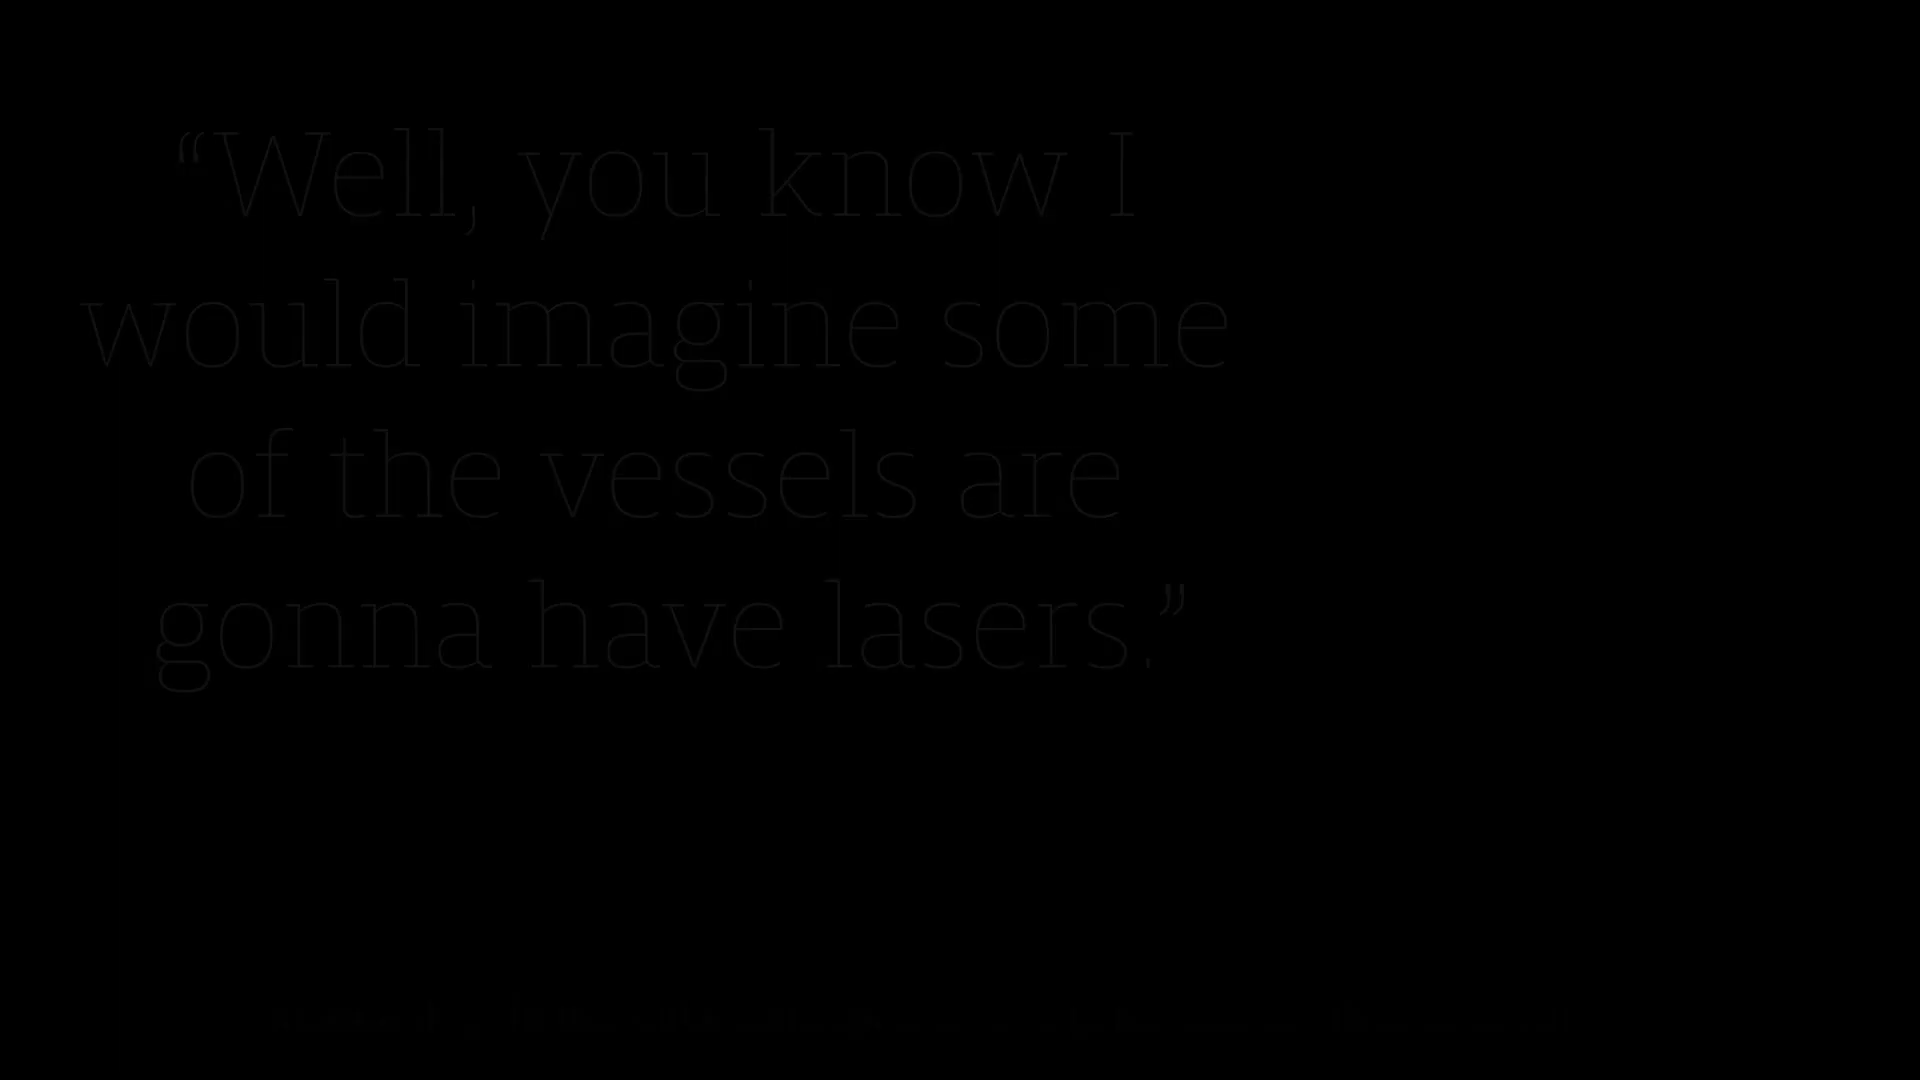 “Well, you know I
would imagine some
of the vessels are
gonna have lasers.”